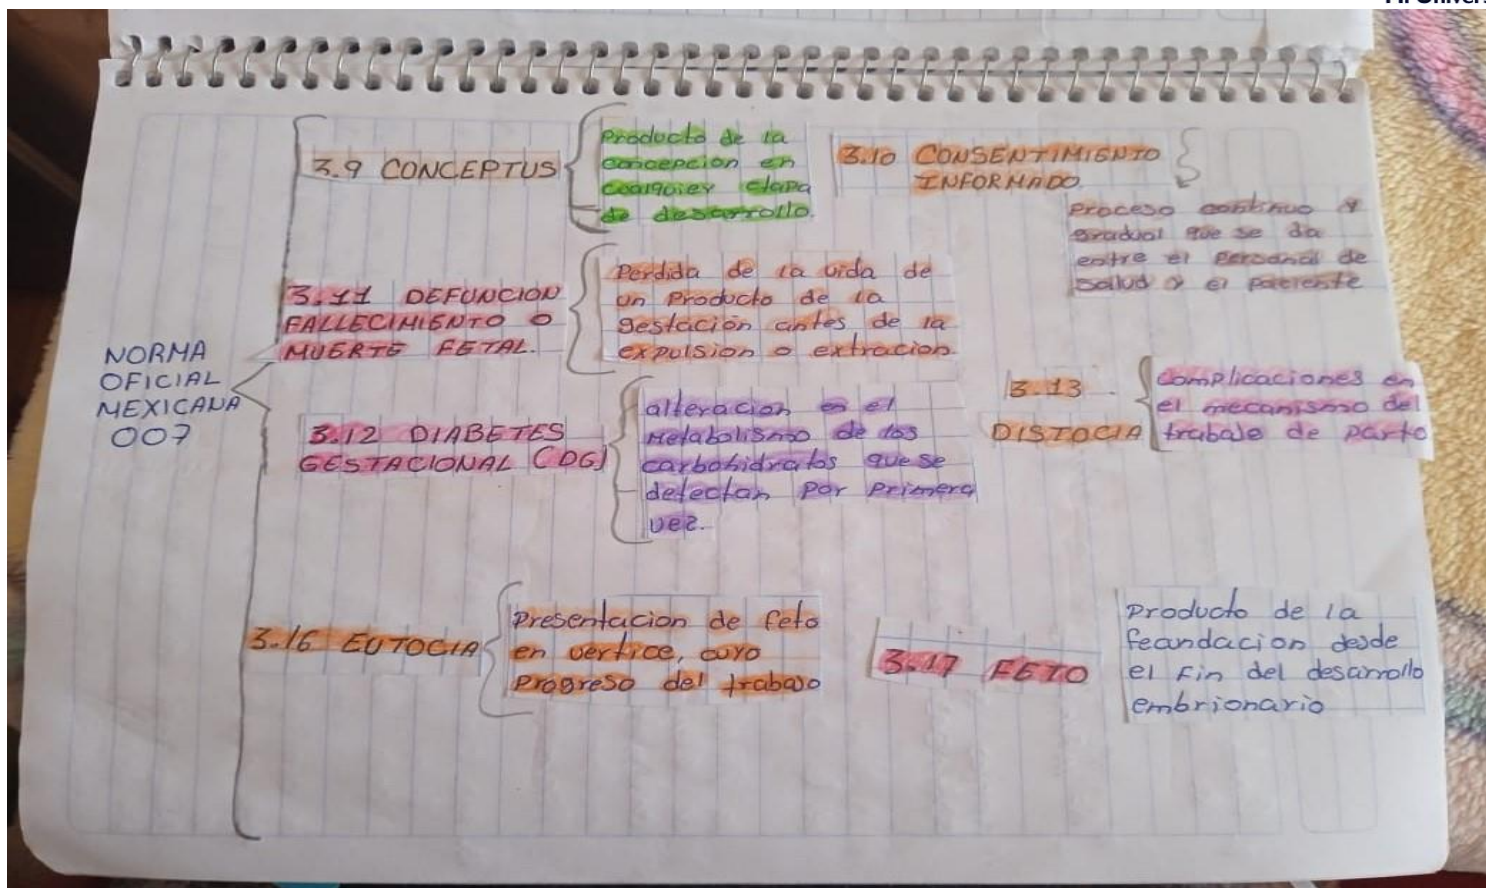 NORMA
OFICIAL
MEXICANA
007
3.9 CONCEPTUS
Producto de la
concepcion en
cualquier etapa
de desarrollo.
3.10 CONSENTIMIENTO
INFORMADO.
Proceso continuo y
gradual que se da
entre el personal de
salud y el paciente
3.11 DEFUNCION
FALLECIMIENTO O
MUERTE FETAL.
Perdida de la vida de
un Producto de la
gestación antes de la
expulsion o extracion
3.12 DIABETES
GESTACIONAL (DG)
alteracion en el
Metabolismo de los
carbohidratos que se
detectan por primera
vez.
3.13
DISTOCIA
Complicaciones en
el mecanismo del
trabajo de parto
3.16 EUTOCIA
Presentacion de feto
en vertice, cuyo
Progreso del trabajo
3.17 FETO
Producto de la
fecundacion desde
el fin del desarrollo
embrionario